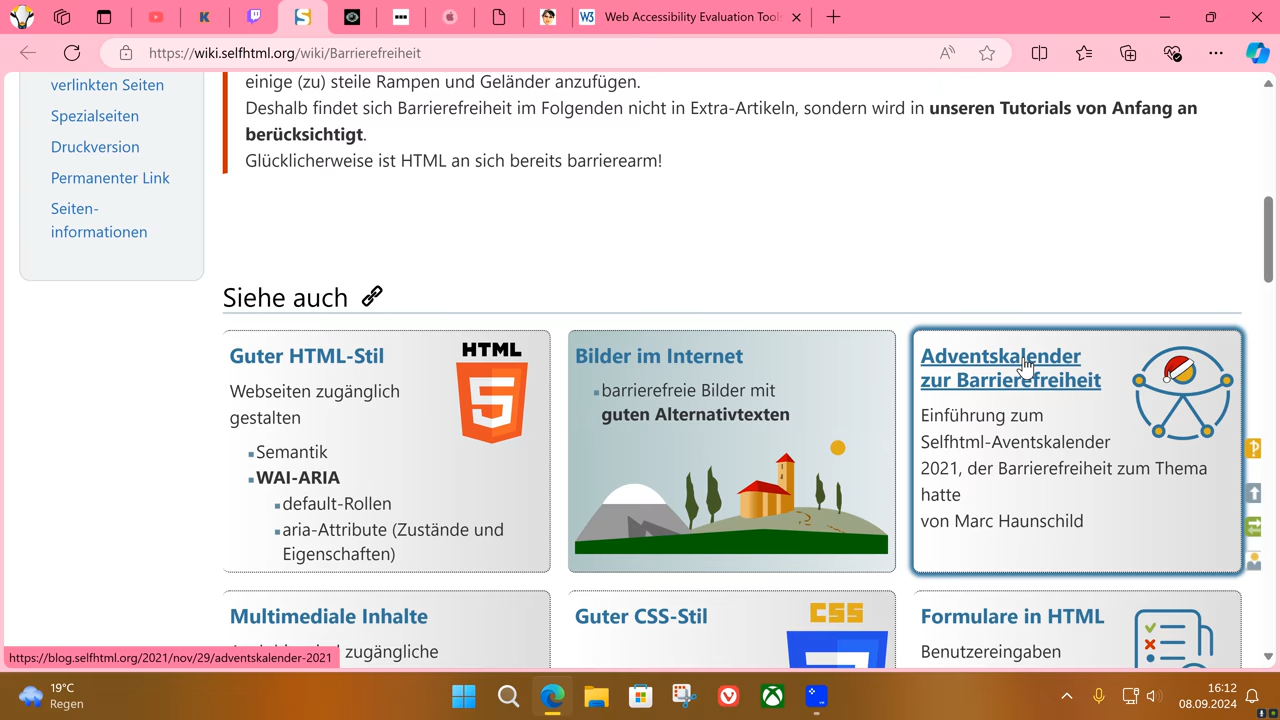 Web Accessibility Evaluation Tool
https://wiki.selfhtml.org/wiki/Barrierefreiheit
verlinkten Seiten
Spezialseiten
Druckversion
Permanenter Link
Seiten-
informationen
einige (zu) steile Rampen und Geländer anzufügen.
Deshalb findet sich Barrierefreiheit im Folgenden nicht in Extra-Artikeln, sondern wird in unseren Tutorials von Anfang an
berücksichtigt.
Glücklicherweise ist HTML an sich bereits barrierearm!
Siehe auch
Guter HTML-Stil
HTML
5
Webseiten zugänglich
gestalten
Semantik
WAI-ARIA
default-Rollen
aria-Attribute (Zustände und
Eigenschaften)
Bilder im Internet
barrierefreie Bilder mit
guten Alternativtexten
Adventskalender
zur Barrierefreiheit
Einführung zum
Selfhtml-Aventskalender
2021, der Barrierefreiheit zum Thema
hatte
von Marc Haunschild
Multimediale Inhalte
Guter CSS-Stil
CSS
Formulare in HTML
Benutzereingaben
https://blog.selfhtml.org/2021/nov/29/adventskalender-2021
19°C
Regen
16:12
08.09.2024